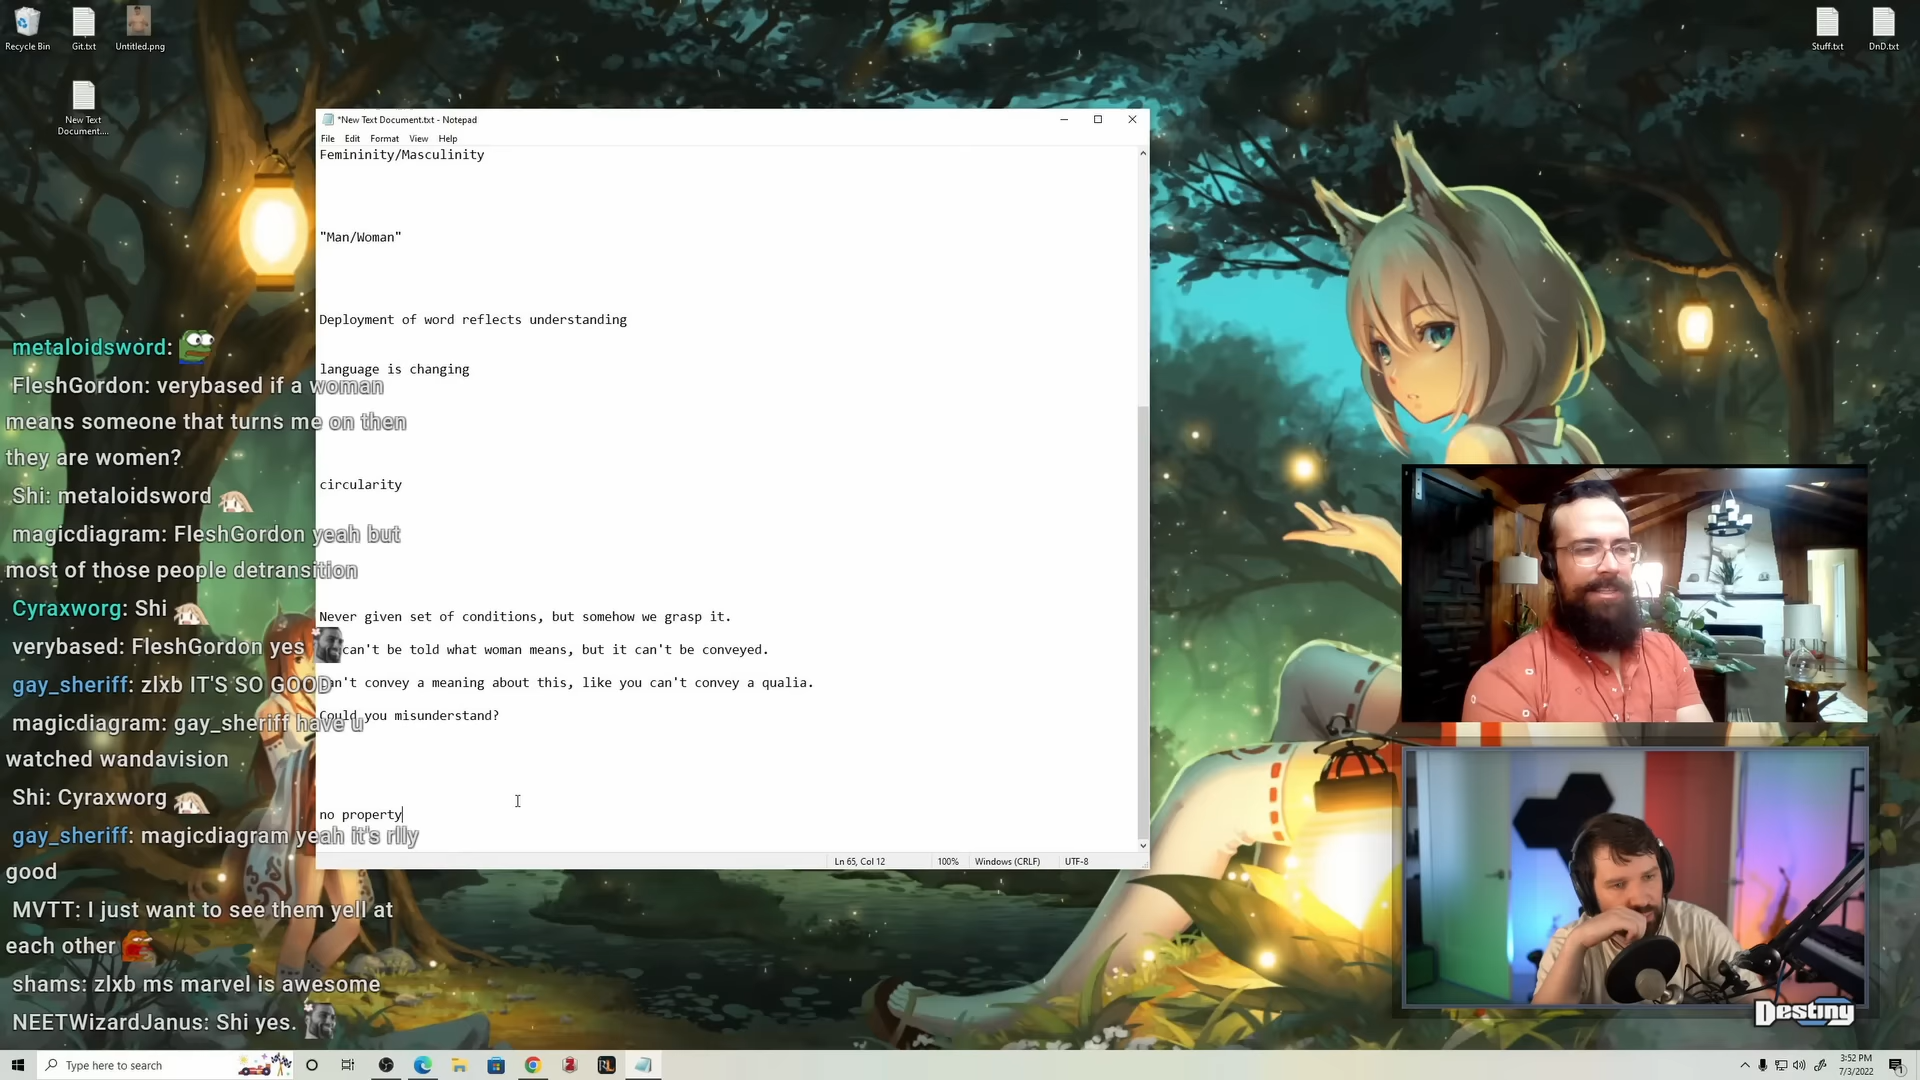 Recycle Bin
Git.txt
Untitled.png
New Text
Document....
Stuff.txt
DnD.txt
*New Text Document.txt - Notepad
File Edit Format View Help
Femininity/Masculinity
"Man/Woman"
Deployment of word reflects understanding
language is changing
circularity
Never given set of conditions, but somehow we grasp it.
can't be told what woman means, but it can't be conveyed.
can't convey a meaning about this, like you can't convey a qualia.
Could you misunderstand?
no property
Ln 65, Col 12
100%
Windows (CRLF)
UTF-8
metaloidsword:
FleshGordon: verybased if a woman
means someone that turns me on then
they are women?
Shi: metaloidsword
magicdiagram: FleshGordon yeah but
most of those people detransition
Cyraxworg: Shi
verybased: FleshGordon yes
gay_sheriff: zlxb IT'S SO GOOD
magicdiagram: gay_sheriff have u
watched wandavision
Shi: Cyraxworg
gay_sheriff: magicdiagram yeah it's rlly
good
MVTT: I just want to see them yell at
each other
shams: zlxb ms marvel is awesome
NEETWizardJanus: Shi yes.
Destiny
Type here to search
3:52 PM
7/3/2022